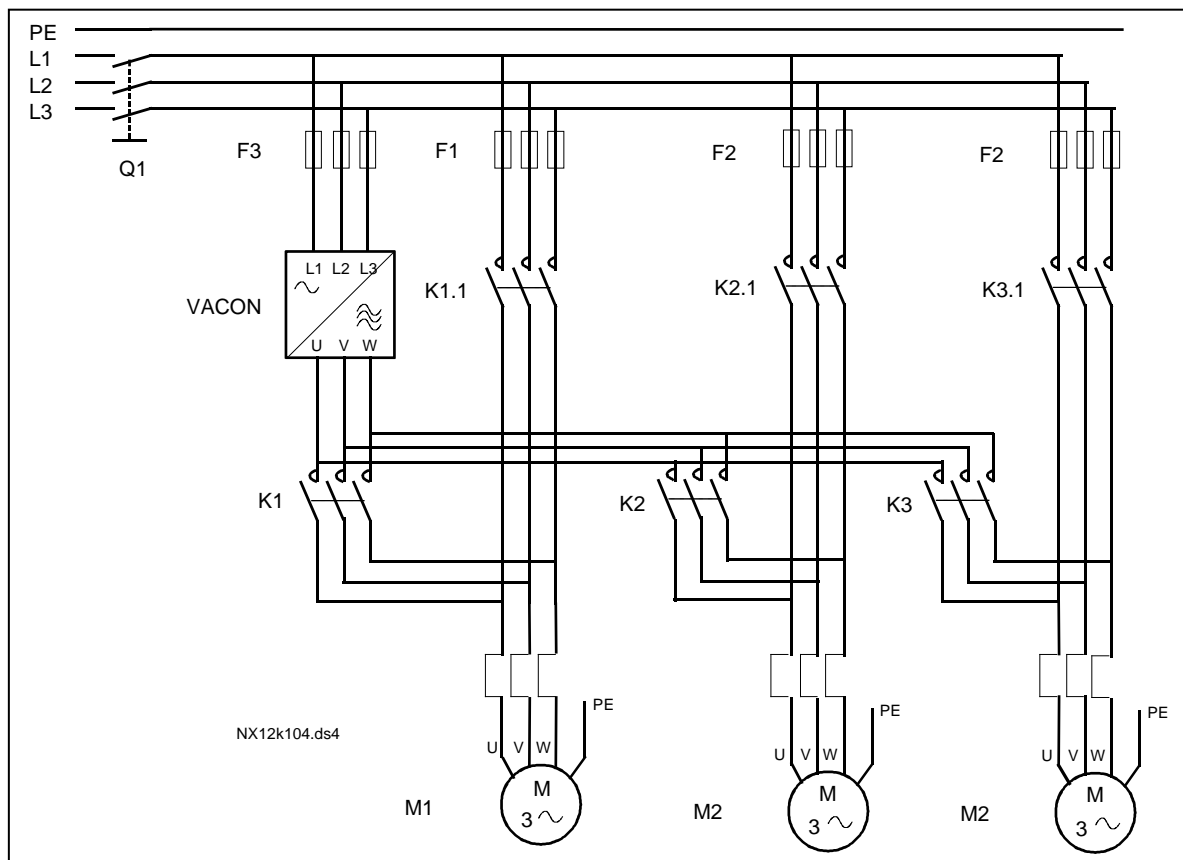 PE
L1
L2
L3
Q1
F3
F1
F2
F2
L1 L2 L3
VACON
U V W
K1.1
K2.1
K3.1
K1
K2
K3
PE
PE
PE
NX12k104.ds4
U V W
U V W
U V W
M
3
M
3
M
3
M1
M2
M2